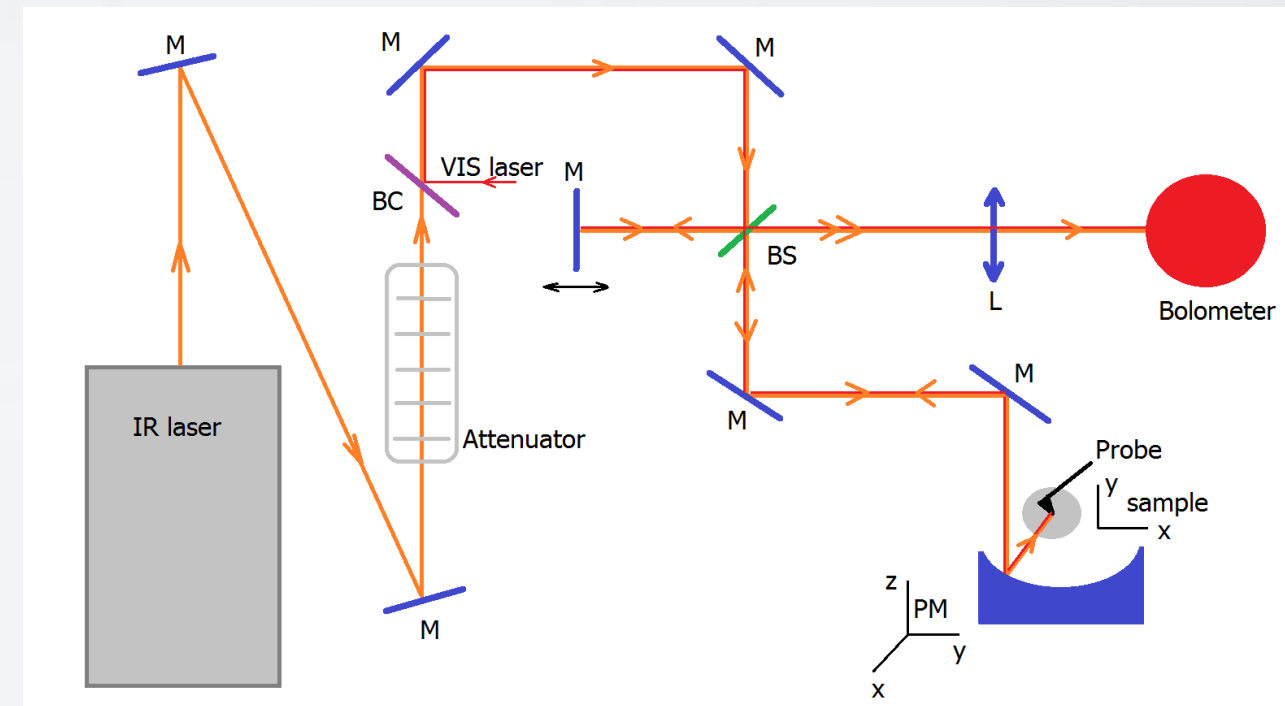 M
M
M
VIS laser
M
BC
BS
L
Bolometer
IR laser
Attenuator
M
M
Probe
y
sample
x
z
PM
y
x
M